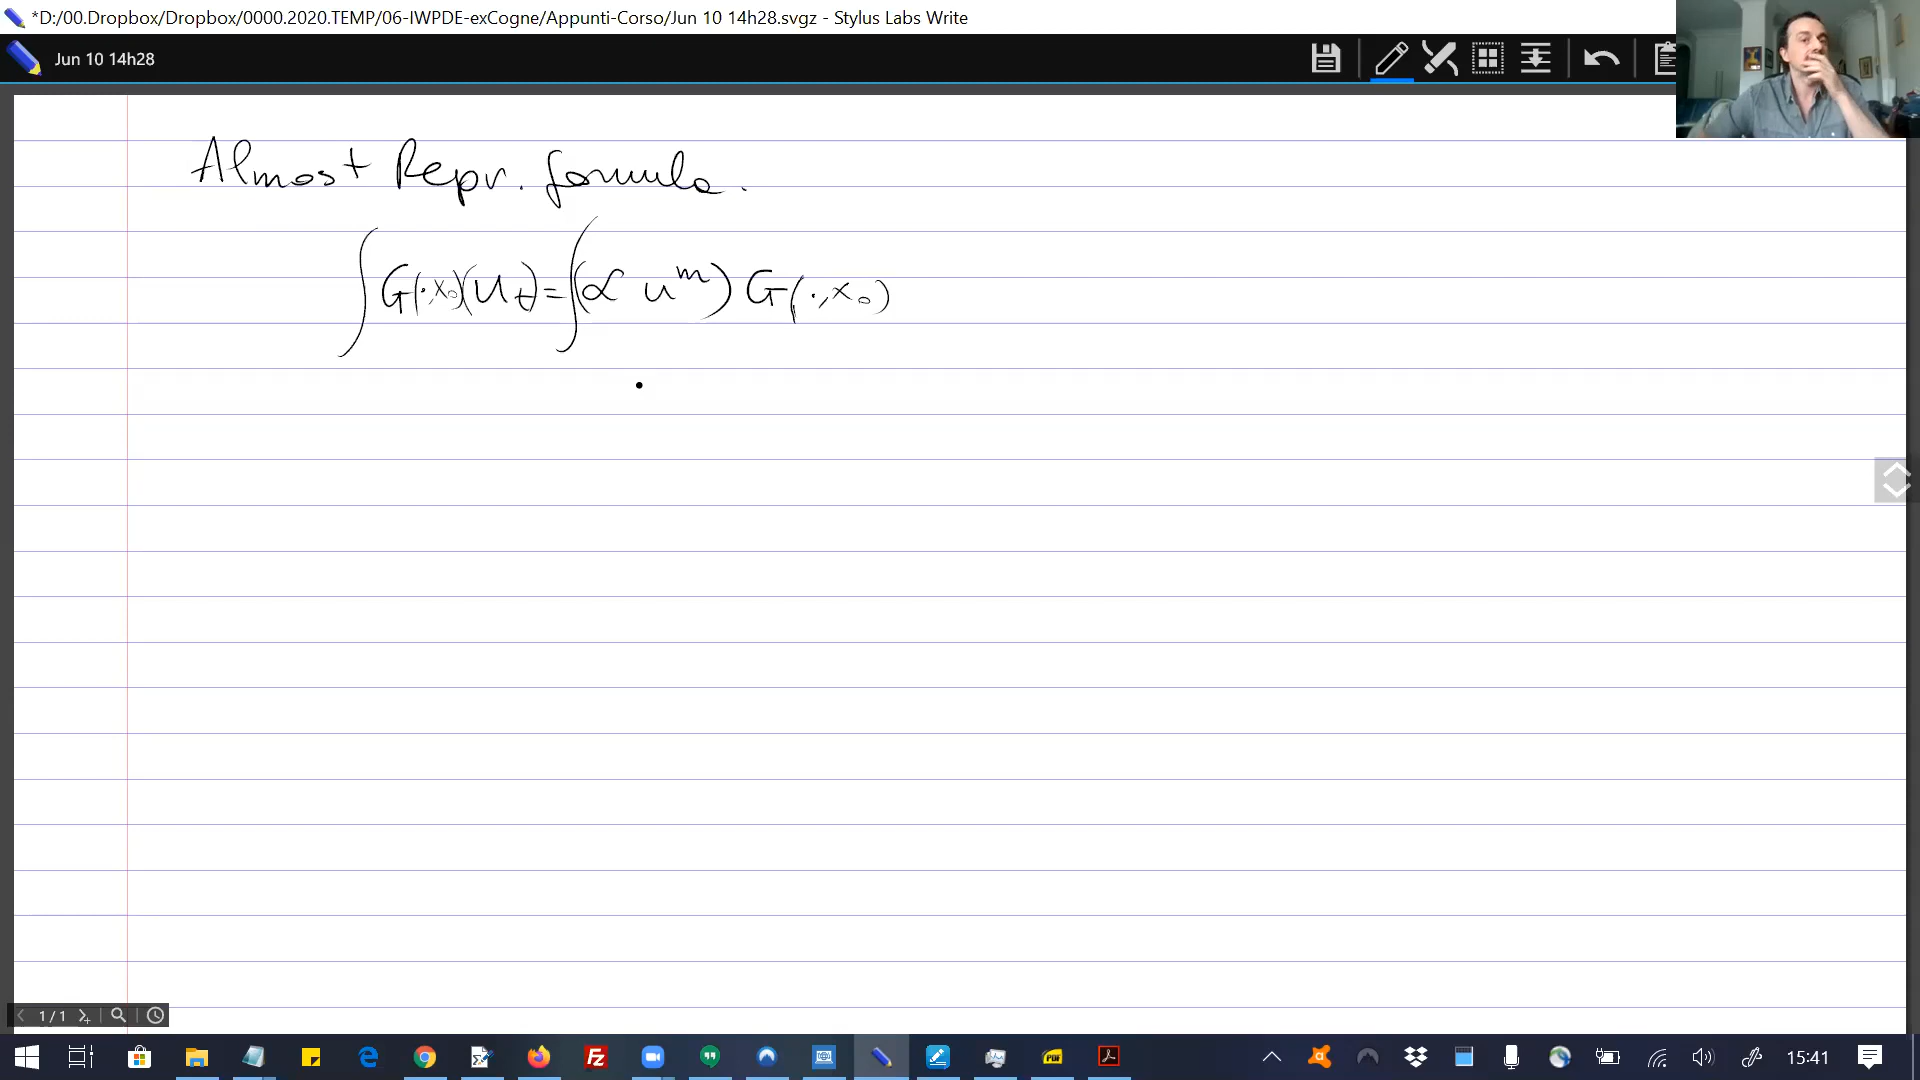 *D:/00.Dropbox/Dropbox/0000.2020.TEMP/06-IWPDE-exCogne/Appunti-Corso/Jun 10 14h28.svgz - Stylus Labs Write
Jun 10 14h28
Almost Repr. formula.
∫ G(·,x₀)(u_t) = ∫(𝓛 u^m) G(·,x₀)
1 / 1
15:41